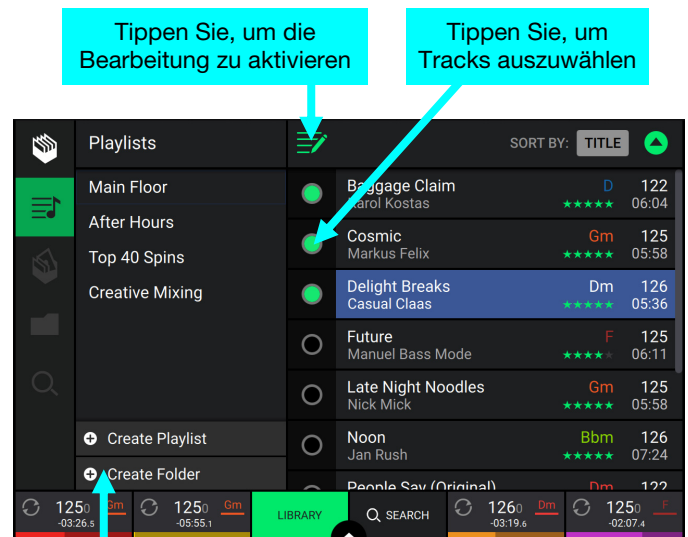 Tippen Sie, um die
Bearbeitung zu aktivieren
Tippen Sie, um
Tracks auszuwählen
Playlists
SORT BY: TITLE
Main Floor
After Hours
Top 40 Spins
Creative Mixing
Create Playlist
Create Folder
Baggage Claim D 122
Karol Kostas ★★★★★ 06:04
Cosmic Gm 125
Markus Felix ★★★★★ 05:58
Delight Breaks Dm 126
Casual Claas ★★★★★ 05:36
Future F 125
Manuel Bass Mode ★★★★★ 06:11
Late Night Noodles Gm 125
Nick Mick ★★★★★ 05:58
Noon Bbm 126
Jan Rush ★★★★★ 07:24
People Say (Original) Dm 122
1250 Gm
-03:26.5
1250 Gm
-05:55.1
LIBRARY
SEARCH
1260 Dm
-03:19.6
1250 F
-02:07.4